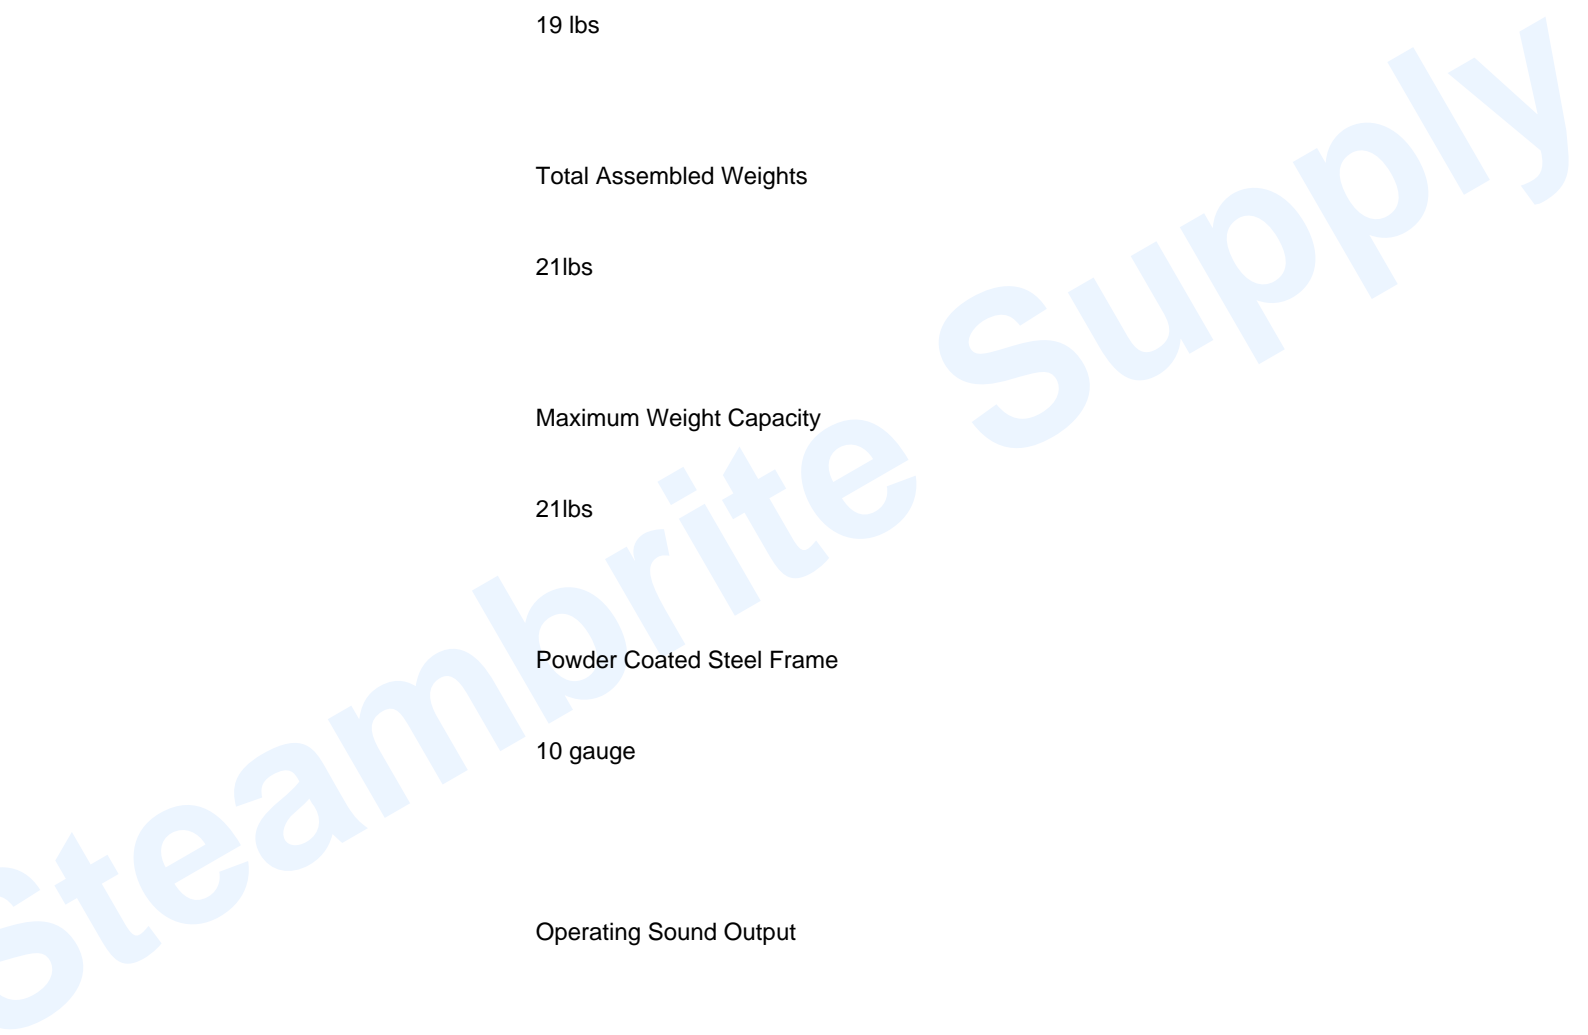 19 lbs
Total Assembled Weights
21lbs
Maximum Weight Capacity
21lbs
Powder Coated Steel Frame
10 gauge
Operating Sound Output
Steambrite Supply